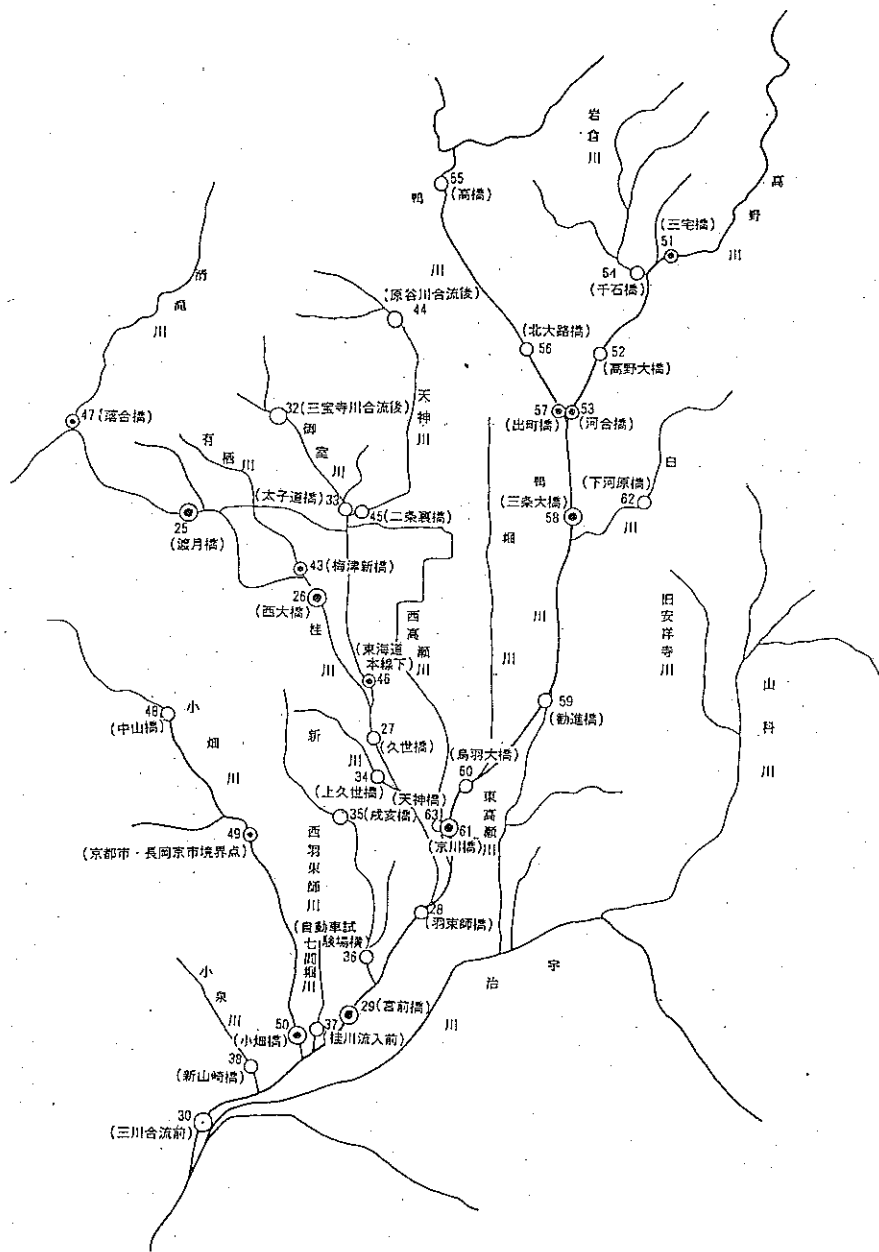 岩倉川
高野川
55
(高橋)
鴨川
(三宅橋)
51
54
(千石橋)
清滝川
(原谷川合流後)
44
(北大路橋)
56
52
(高野大橋)
天神川
47(落合橋)
32(三宝寺川合流後)
御室川
有栖川
57
53
(出町橋)
(河合橋)
白川
(太子道橋)
33
45(二条裏橋)
鴨川
(三条大橋)
58
(下河原橋)
62
25
(渡月橋)
堀川
43(梅津新橋)
26
(西大橋)
桂川
西高瀬川
旧安祥寺川
山科川
(東海道
本線下)
46
48
(中山橋)
小畑川
新川
27
(久世橋)
59
(勧進橋)
34
(上久世橋)
(鳥羽大橋)
60
(天神橋)
63
35(戌亥橋)
61
(京川橋)
東高瀬川
49
(京都市・長岡京市境界点)
西羽束師川
28
(羽束師橋)
(自動車試
験場横)
36
七間堀川
宇治川
小泉川
29(宮前橋)
50
(小畑橋)
37
(桂川流入前)
38
(新山崎橋)
30
(三川合流前)